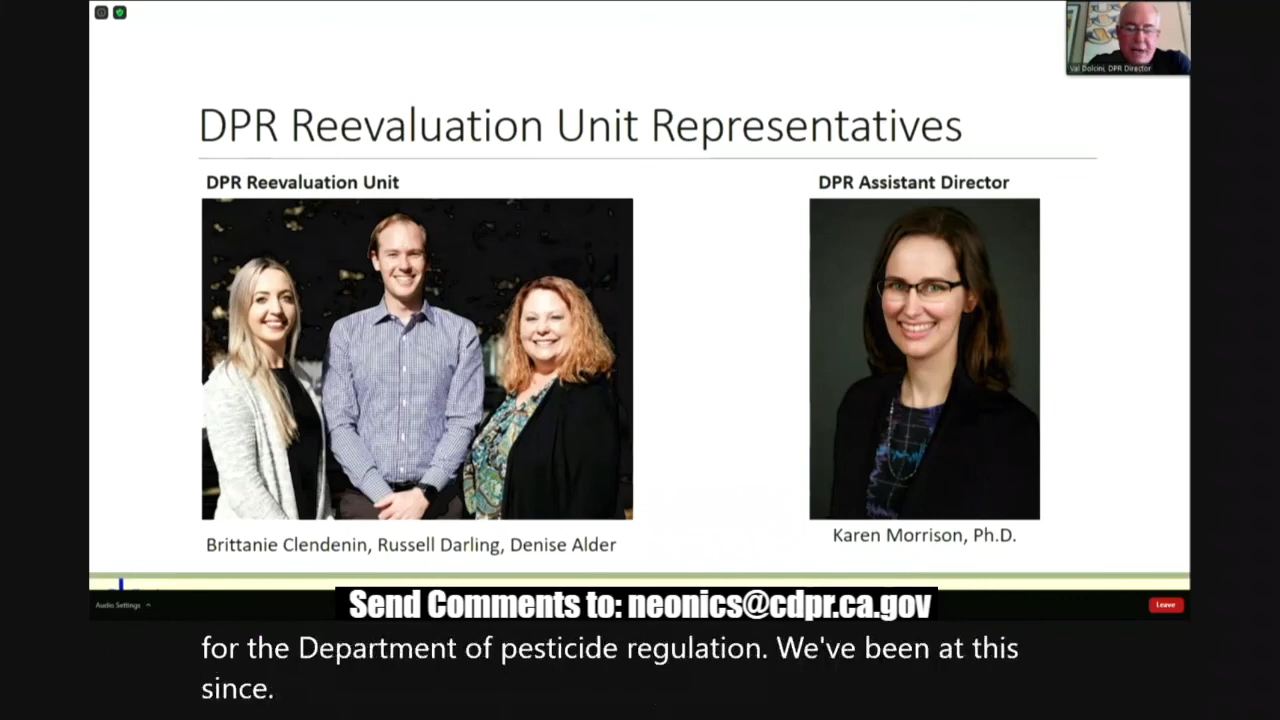 Val Dolcini, DPR Director
DPR Reevaluation Unit Representatives
DPR Reevaluation Unit
DPR Assistant Director
Brittanie Clendenin, Russell Darling, Denise Alder
Karen Morrison, Ph.D.
Audio Settings
Send Comments to: neonics@cdpr.ca.gov
Leave
for the Department of pesticide regulation. We've been at this
since.